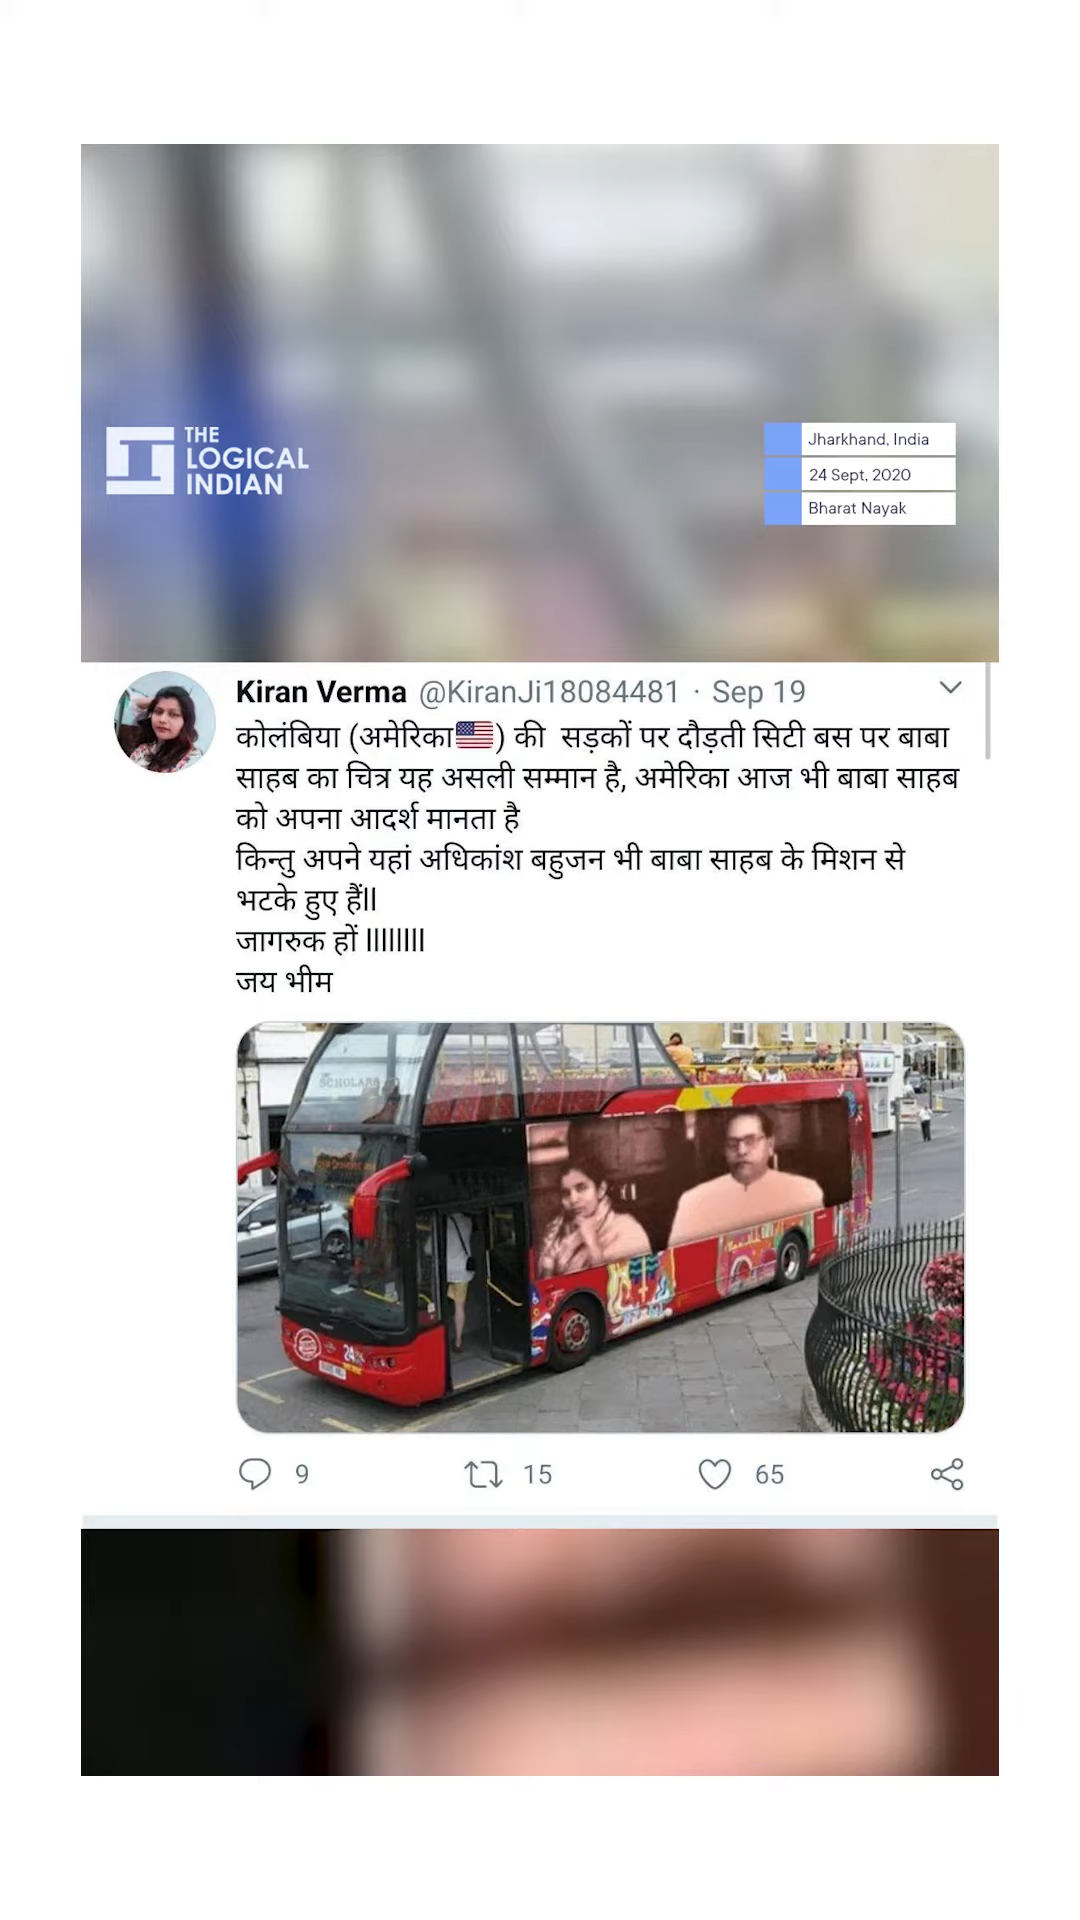 THE
LOGICAL
INDIAN
Jharkhand, India
24 Sept, 2020
Bharat Nayak
Kiran Verma @KiranJi18084481 · Sep 19
कोलंबिया (अमेरिका🇺🇸) की सड़कों पर दौड़ती सिटी बस पर बाबा
साहब का चित्र यह असली सम्मान है, अमेरिका आज भी बाबा साहब
को अपना आदर्श मानता है
किन्तु अपने यहां अधिकांश बहुजन भी बाबा साहब के मिशन से
भटके हुए हैं।।
जागरुक हों ।।।।।।।।
जय भीम
SCHOLARS
24
9 15 65